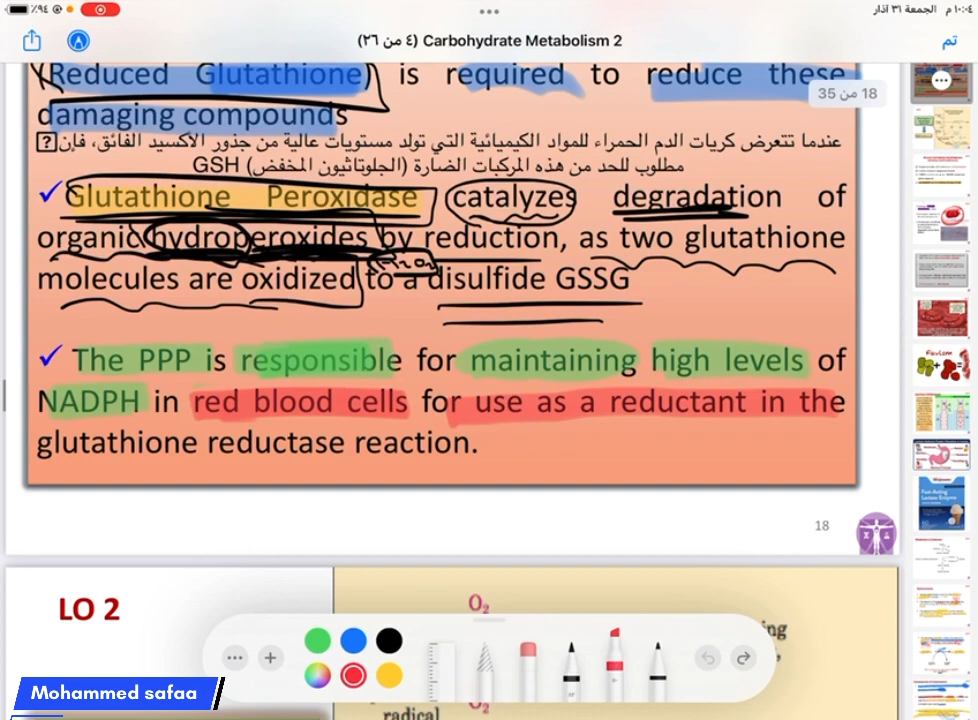 ٪٩٤
١٠:٠٤ م الجمعة ٣١ آذار
Carbohydrate Metabolism 2 (٤ من ٢٦)
تم
(Reduced Glutathione) is required to reduce these
damaging compounds
18 من 35
عندما تتعرض كريات الدم الحمراء للمواد الكيميائية التي تولد مستويات عالية من جذور الأكسيد الفائق، فإن
مطلوب للحد من هذه المركبات الضارة (الجلوتاثيون المخفض) GSH
✓ Glutathione Peroxidase catalyzes degradation of
organic hydroperoxides by reduction, as two glutathione
molecules are oxidized to a disulfide GSSG
✓ The PPP is responsible for maintaining high levels of
NADPH in red blood cells for use as a reductant in the
glutathione reductase reaction.
18
LO 2
O₂
ing
Mohammed safaa
O₂
radical